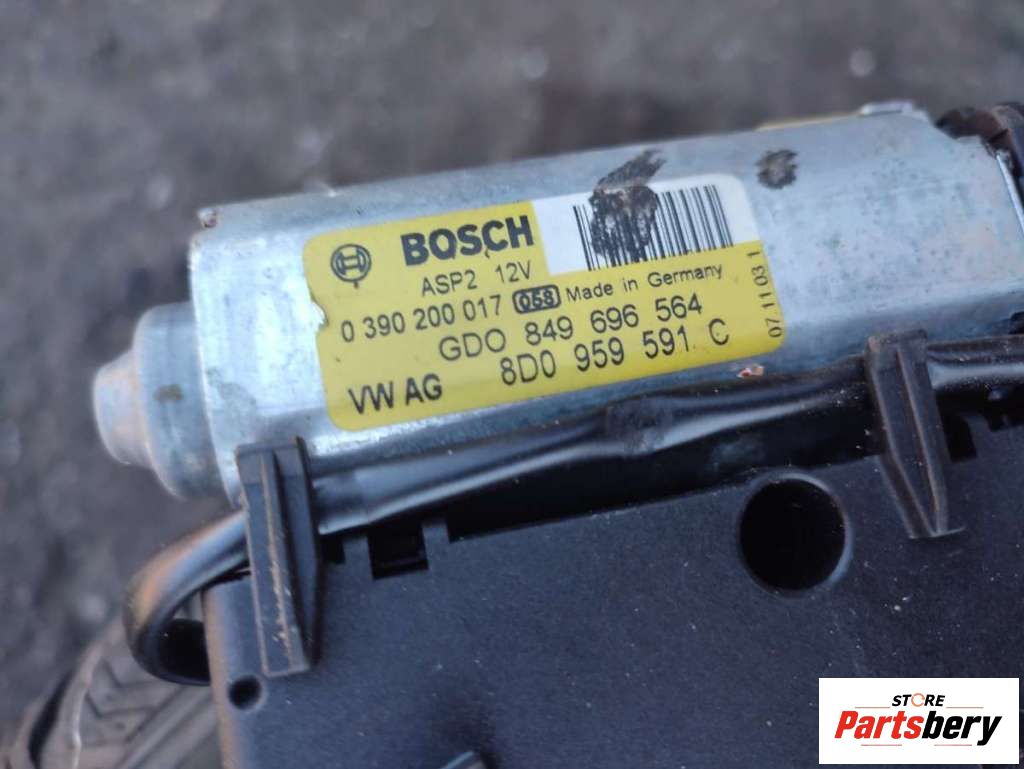 BOSCH
ASP2 12V
0 390 200 017 068 Made in Germany
GDO 849 696 564
VW AG 8D0 959 591 C
07.11.03 1
STORE
Partsbery